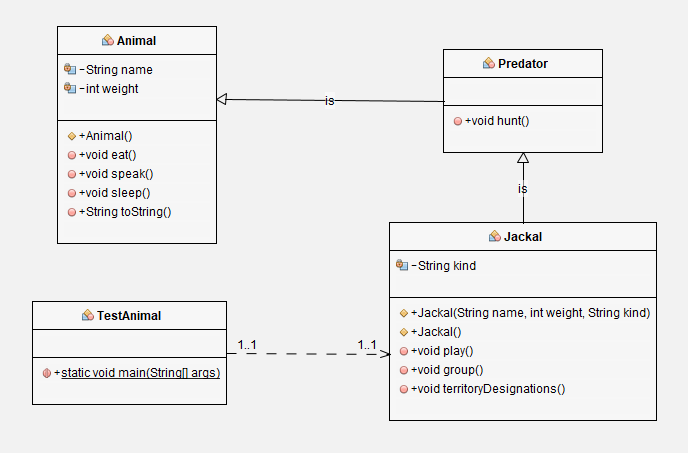 Animal
-String name
-int weight
+Animal()
+void eat()
+void speak()
+void sleep()
+String toString()
is
Predator
+void hunt()
is
Jackal
-String kind
+Jackal(String name, int weight, String kind)
+Jackal()
+void play()
+void group()
+void territoryDesignations()
TestAnimal
+static void main(String[] args)
1..1
1..1